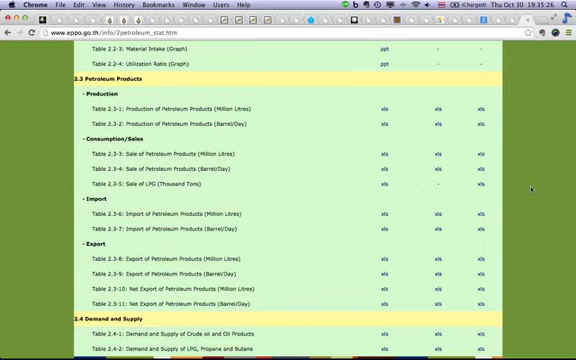 Chrome File Edit View History Bookmarks Window Users Help
(Charged) Thu Oct 30 19:35:26
www.eppo.go.th/info/2petroleum_stat.htm
Table 2.2-3: Material Intake (Graph) ppt - -
Table 2.2-4: Utilization Ratio (Graph) ppt - -
2.3 Petroleum Products
- Production
Table 2.3-1: Production of Petroleum Products (Million Litres) xls xls xls
Table 2.3-2: Production of Petroleum Products (Barrel/Day) xls xls xls
- Consumption/Sales
Table 2.3-3: Sale of Petroleum Products (Million Litres) xls xls xls
Table 2.3-4: Sale of Petroleum Products (Barrel/Day) xls xls xls
Table 2.3-5: Sale of LPG (Thousand Tons) xls - xls
- Import
Table 2.3-6: Import of Petroleum Products (Million Litres) xls xls xls
Table 2.3-7: Import of Petroleum Products (Barrel/Day) xls xls xls
- Export
Table 2.3-8: Export of Petroleum Products (Million Litres) xls xls xls
Table 2.3-9: Export of Petroleum Products (Barrel/Day) xls xls xls
Table 2.3-10: Net Export of Petroleum Products (Million Litres) xls xls xls
Table 2.3-11: Net Export of Petroleum Products (Barrel/Day) xls xls xls
2.4 Demand and Supply
Table 2.4-1: Demand and Supply of Crude oil and Oil Products xls xls xls
Table 2.4-2: Demand and Supply of LPG, Propane and Butane xls xls xls